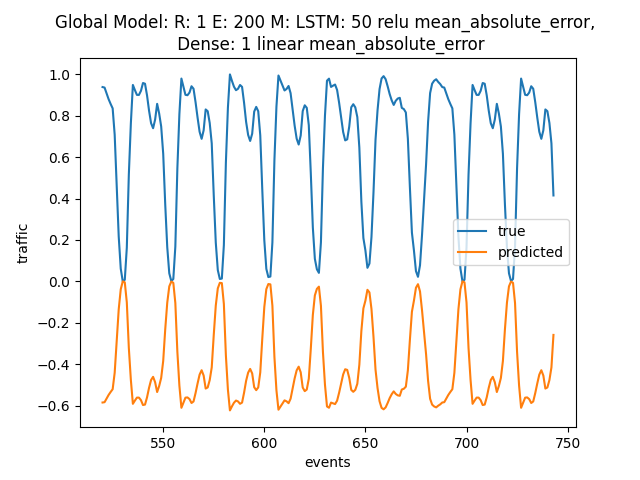 Global Model: R: 1 E: 200 M: LSTM: 50 relu mean_absolute_error,
Dense: 1 linear mean_absolute_error
1.0
0.8
0.6
0.4
0.2
0.0
−0.2
−0.4
−0.6
traffic
true
predicted
550
600
650
700
750
events